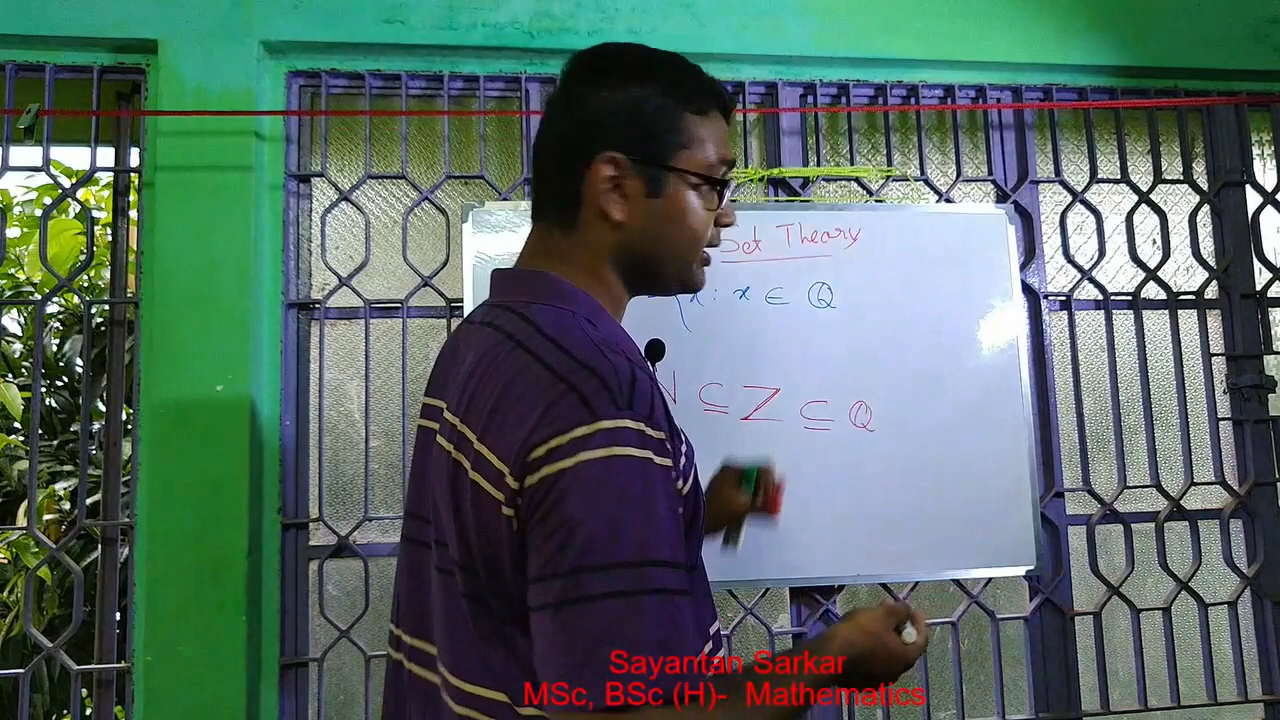 Set Theory
x : x ∈ ℚ
N ⊆ Z ⊆ ℚ
Sayantan Sarkar
MSc, BSc (H)- Mathematics